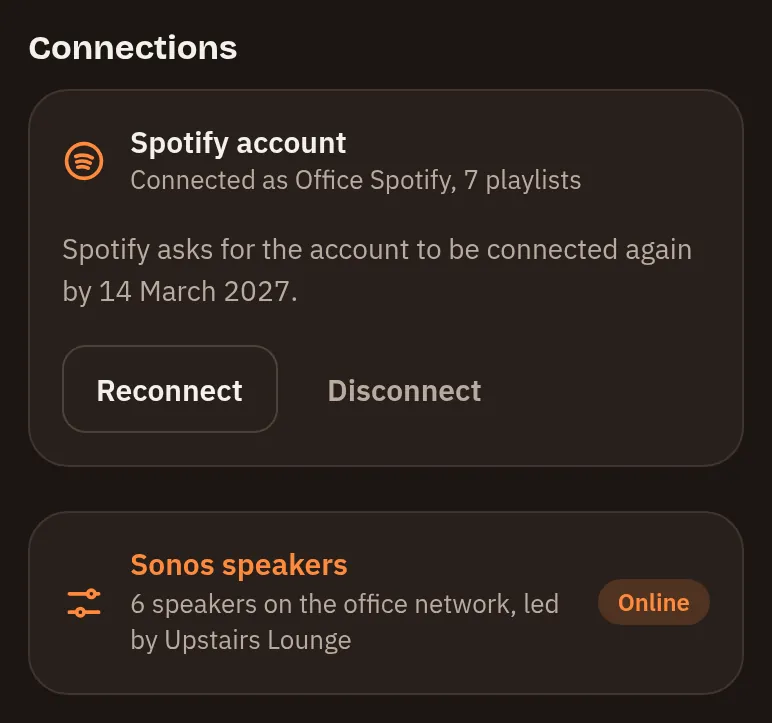 Connections
Spotify account
Connected as Office Spotify, 7 playlists
Spotify asks for the account to be connected again
by 14 March 2027.
Reconnect
Disconnect
Sonos speakers
6 speakers on the office network, led
by Upstairs Lounge
Online